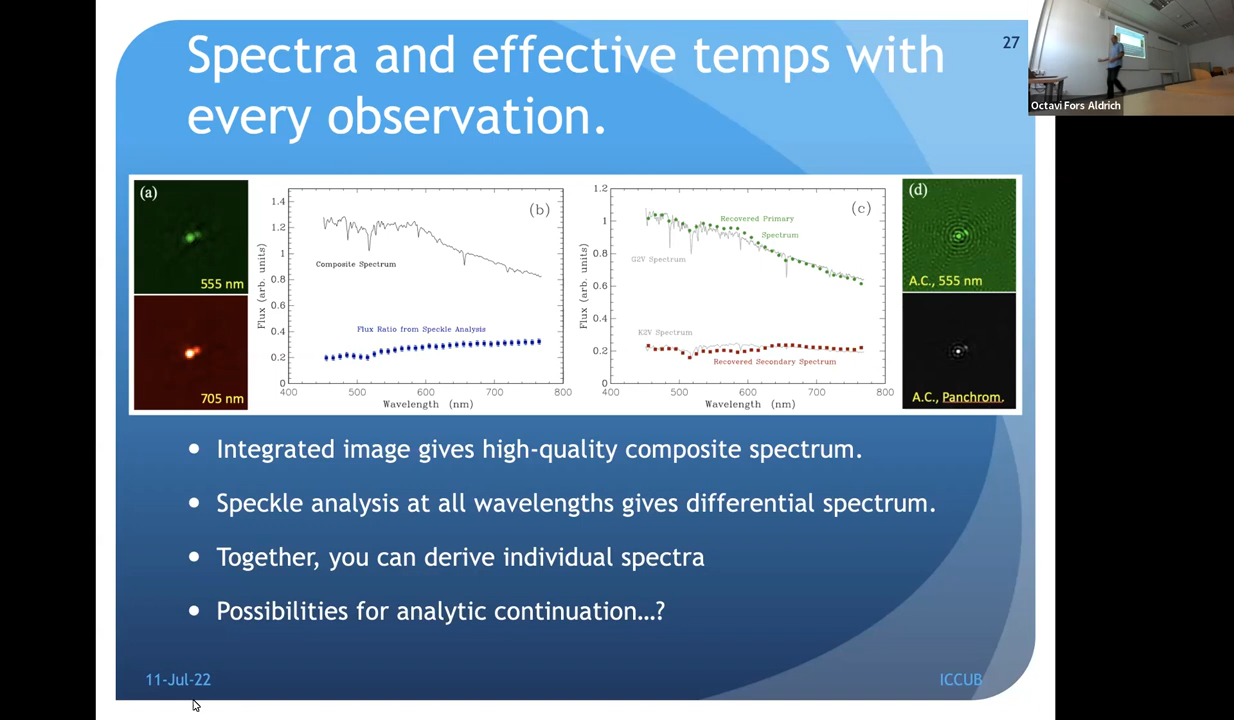 Spectra and effective temps with
every observation.
27
Octavi Fors Aldrich
(a)
555 nm
705 nm
(b)
1.4
1.2
1
0.8
0.6
0.4
0.2
0
Flux (arb. units)
Composite Spectrum
Flux Ratio from Speckle Analysis
400 500 600 700 800
Wavelength (nm)
(c)
1.2
1
0.8
0.6
0.4
0.2
0
Flux (arb. units)
Recovered Primary
Spectrum
G2V Spectrum
K2V Spectrum
Recovered Secondary Spectrum
400 500 600 700 800
Wavelength (nm)
(d)
A.C., 555 nm
A.C., Panchrom.
• Integrated image gives high-quality composite spectrum.
• Speckle analysis at all wavelengths gives differential spectrum.
• Together, you can derive individual spectra
• Possibilities for analytic continuation…?
11-Jul-22
ICCUB